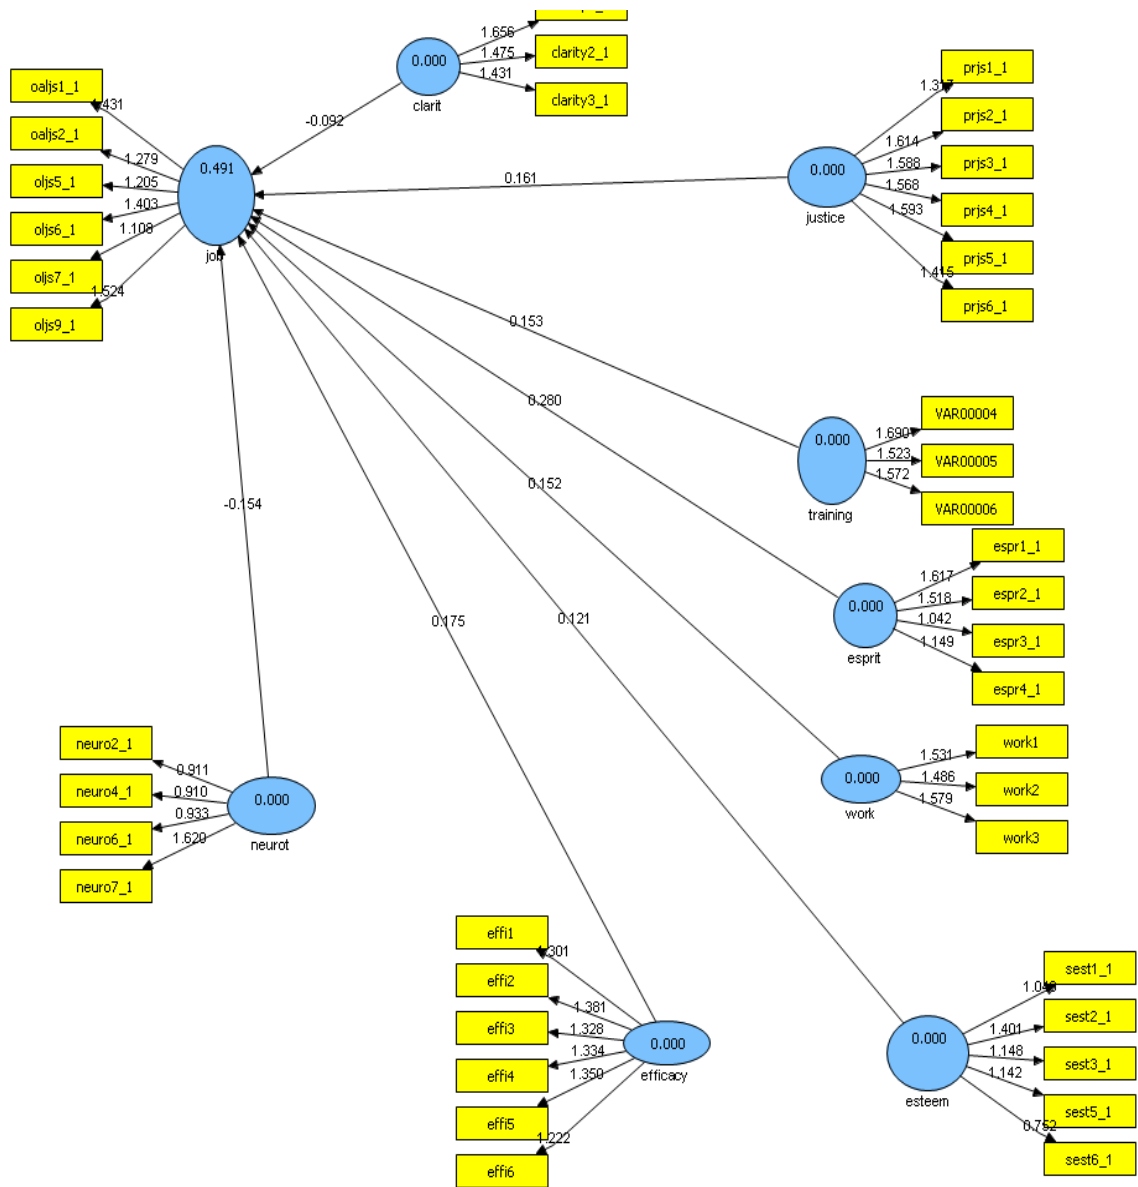 1.656
0.000
1.475
clarity2_1
1.431
clarity3_1
clarit
oaljs1_1
oaljs2_1
1.279
oljs5_1
1.205
oljs6_1
1.403
oljs7_1
1.108
oljs9_1
1.524
0.491
job
-0.092
0.161
0.000
justice
prjs1_1
1.317
prjs2_1
1.614
prjs3_1
1.588
prjs4_1
1.568
prjs5_1
1.593
prjs6_1
1.415
0.153
0.000
training
VAR00004
1.690
VAR00005
1.523
VAR00006
1.572
0.280
0.000
esprit
espr1_1
1.617
espr2_1
1.518
espr3_1
1.042
espr4_1
1.149
0.152
0.000
work
work1
1.531
work2
1.486
work3
1.579
-0.154
0.000
neurot
neuro2_1
0.911
neuro4_1
0.910
neuro6_1
0.933
neuro7_1
1.620
0.175
0.000
efficacy
effi1
1.301
effi2
1.381
effi3
1.328
effi4
1.334
effi5
1.350
effi6
1.222
0.121
0.000
esteem
sest1_1
sest2_1
1.401
sest3_1
1.148
sest5_1
1.142
sest6_1
0.752